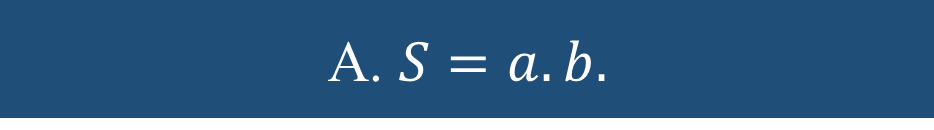 A. S = a. b.